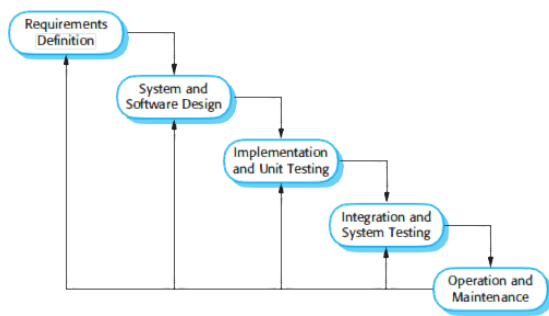 Requirements
Definition
System and
Software Design
Implementation
and Unit Testing
Integration and
System Testing
Operation and
Maintenance